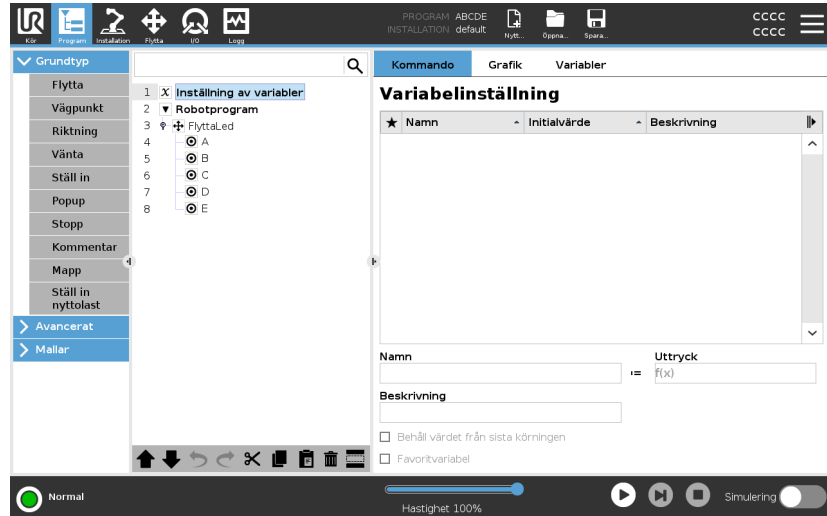 UR
PROGRAM ABCDE
INSTALLATION default
Kör Program Installation Flytta I/O Logg
Nytt... Öppna... Spara...
CCCC
CCCC
Grundtyp
Flytta
Vägpunkt
Riktning
Vänta
Ställ in
Popup
Stopp
Kommentar
Mapp
Ställ in
nyttolast
Avancerat
Mallar
1 X Inställning av variabler
2 Robotprogram
3 FlyttaLed
4 A
5 B
6 C
7 D
8 E
Kommando Grafik Variabler
Variabelinställning
Namn Initialvärde Beskrivning
Namn Uttryck
:= f(x)
Beskrivning
Behåll värdet från sista körningen
Favoritvariabel
Normal
Hastighet 100%
Simulering